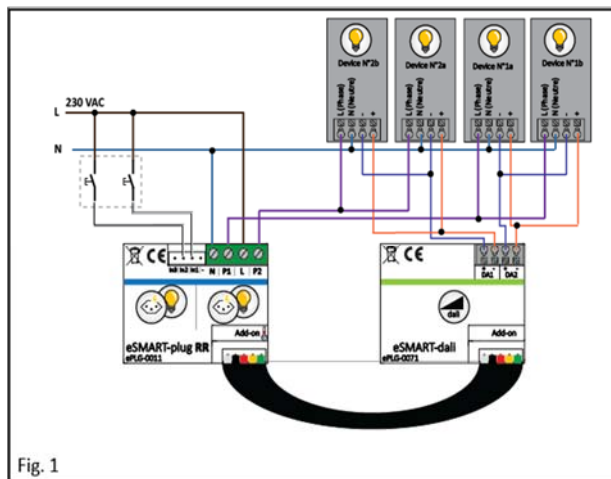 Device N°2b
Device N°2a
Device N°1a
Device N°1b
L (Phase)
N (Neutre)
-
+
L (Phase)
N (Neutre)
-
+
L (Phase)
N (Neutre)
-
+
L (Phase)
N (Neutre)
-
+
230 VAC
L
N
CE
In3 In2 In1 -
N P1 L P2
Add-on
eSMART-plug RR
ePLG-0011
CE
+ - + -
DA1 DA2
dali
Add-on
eSMART-dali
ePLG-0071
Fig. 1